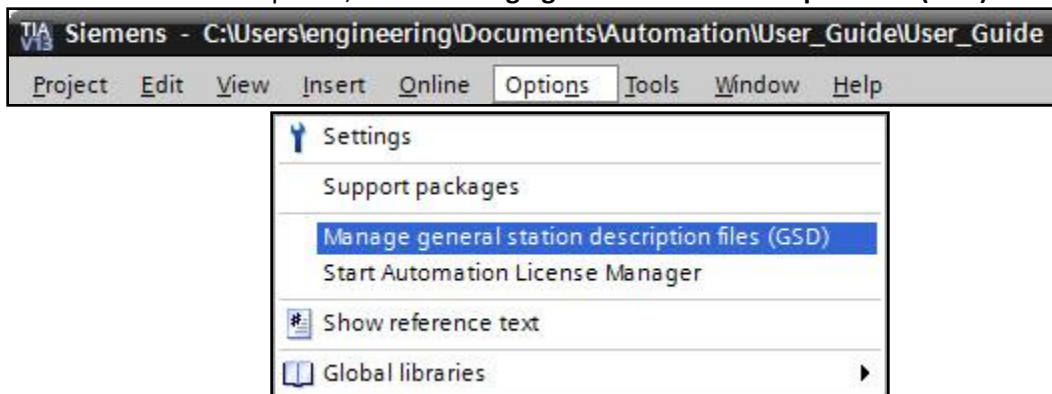 TIA V13 Siemens - C:\Users\engineering\Documents\Automation\User_Guide\User_Guide
Project Edit View Insert Online Options Tools Window Help
Settings
Support packages
Manage general station description files (GSD)
Start Automation License Manager
Show reference text
Global libraries